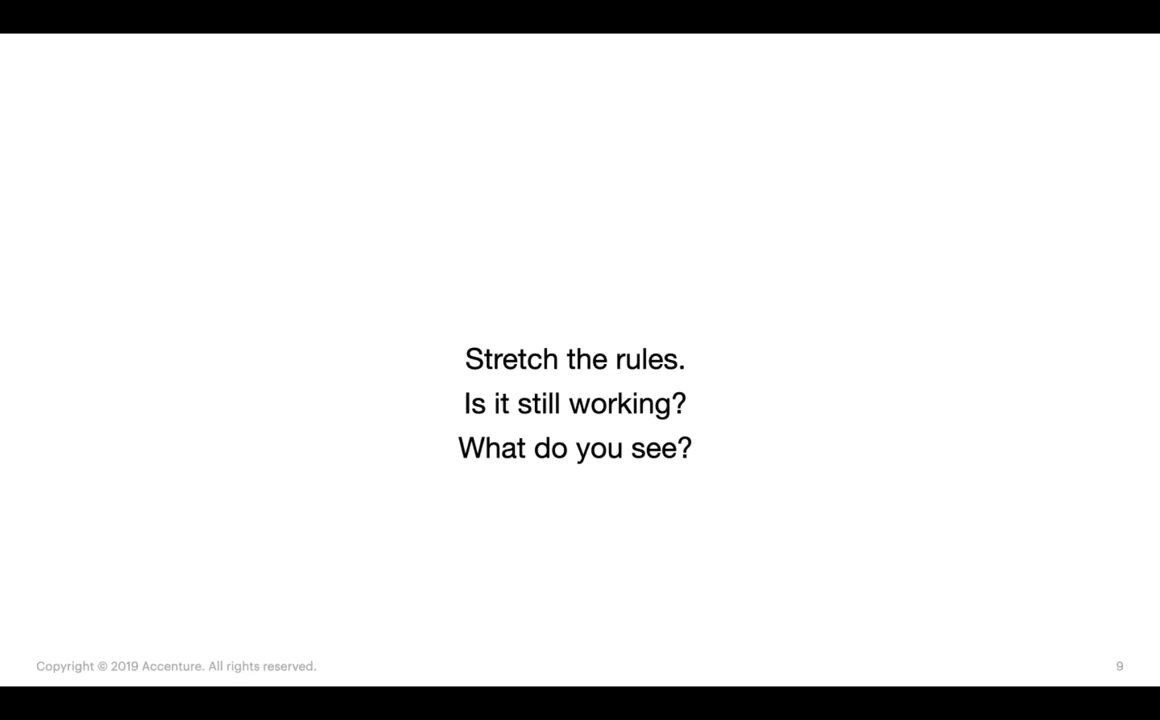 Stretch the rules.
Is it still working?
What do you see?
Copyright © 2019 Accenture. All rights reserved.
9